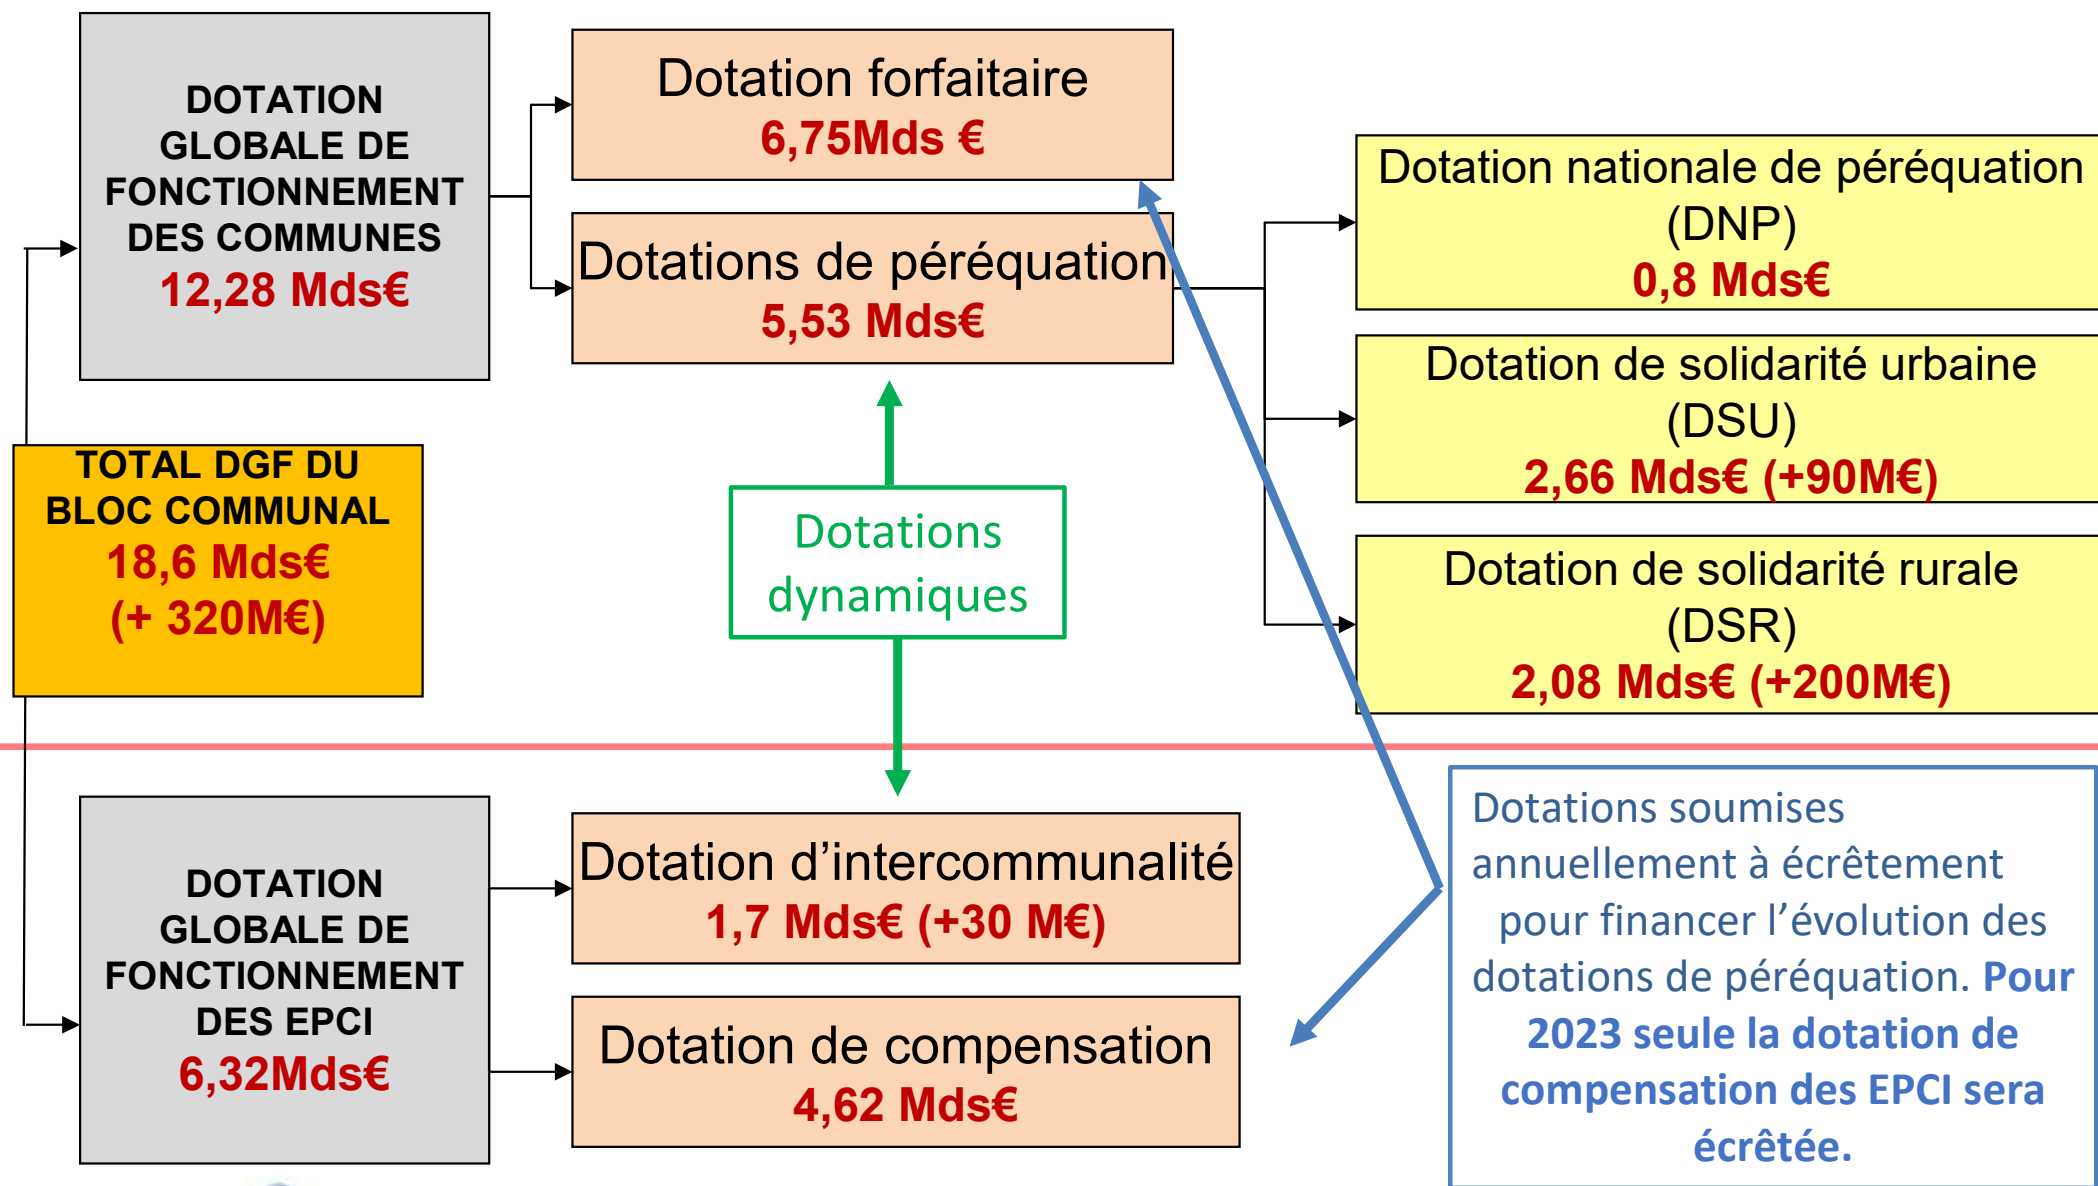 DOTATION
GLOBALE DE
FONCTIONNEMENT
DES COMMUNES
12,28 Mds€
Dotation forfaitaire
6,75Mds €
Dotations de péréquation
5,53 Mds€
Dotation nationale de péréquation
(DNP)
0,8 Mds€
Dotation de solidarité urbaine
(DSU)
2,66 Mds€ (+90M€)
Dotation de solidarité rurale
(DSR)
2,08 Mds€ (+200M€)
TOTAL DGF DU
BLOC COMMUNAL
18,6 Mds€
(+ 320M€)
Dotations
dynamiques
DOTATION
GLOBALE DE
FONCTIONNEMENT
DES EPCI
6,32Mds€
Dotation d’intercommunalité
1,7 Mds€ (+30 M€)
Dotation de compensation
4,62 Mds€
Dotations soumises
annuellement à écrêtement
pour financer l’évolution des
dotations de péréquation. Pour
2023 seule la dotation de
compensation des EPCI sera
écrêtée.